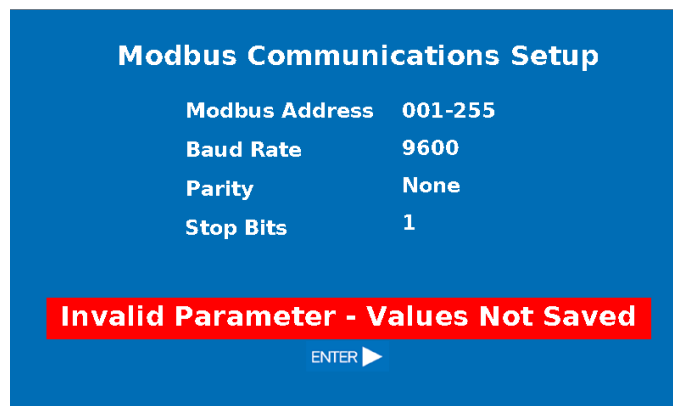 Modbus Communications Setup
Modbus Address 001-255
Baud Rate 9600
Parity None
Stop Bits 1
Invalid Parameter - Values Not Saved
ENTER